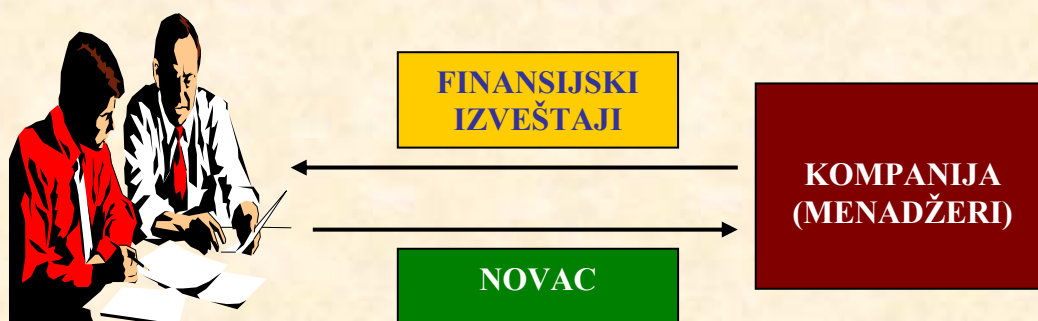 FINANSIJSKI
IZVEŠTAJI
KOMPANIJA
(MENADŽERI)
NOVAC